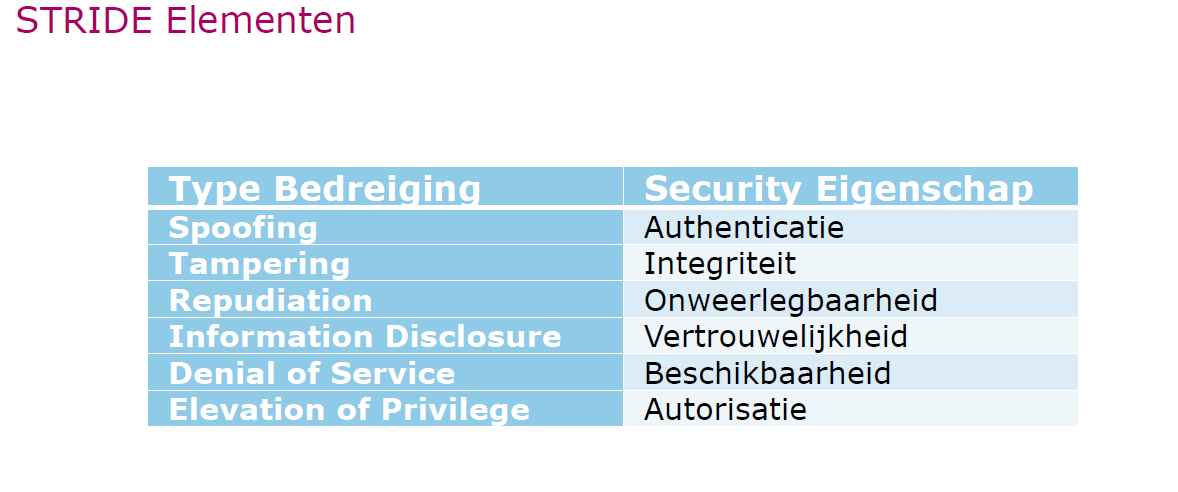 STRIDE Elementen
Type Bedreiging Security Eigenschap
Spoofing Authenticatie
Tampering Integriteit
Repudiation Onweerlegbaarheid
Information Disclosure Vertrouwelijkheid
Denial of Service Beschikbaarheid
Elevation of Privilege Autorisatie